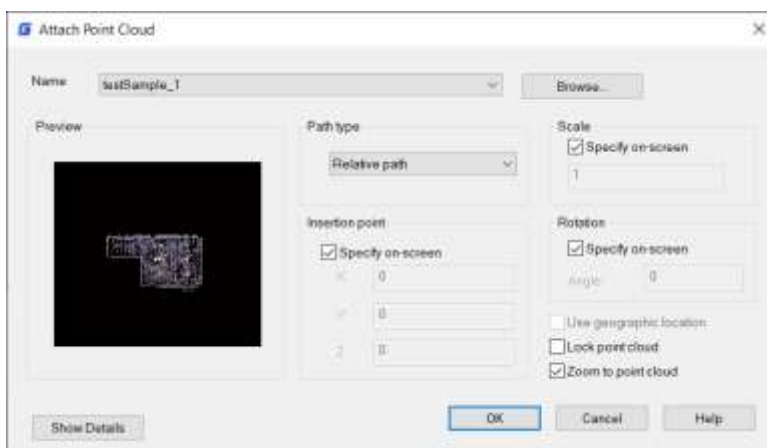 Attach Point Cloud
Name
testSample_1
Browse...
Preview
Path type
Relative path
Scale
Specify on-screen
1
Insertion point
Specify on-screen
X 0
Y 0
Z 0
Rotation
Specify on-screen
Angle: 0
Use geographic location
Lock point cloud
Zoom to point cloud
Show Details
OK
Cancel
Help